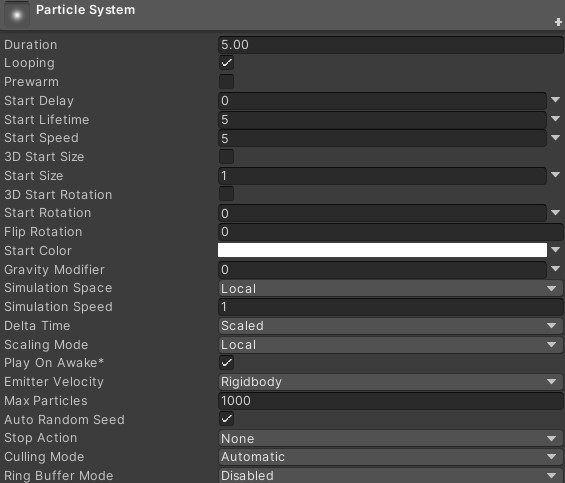 Particle System
Duration 5.00
Looping
Prewarm
Start Delay 0
Start Lifetime 5
Start Speed 5
3D Start Size
Start Size 1
3D Start Rotation
Start Rotation 0
Flip Rotation 0
Start Color
Gravity Modifier 0
Simulation Space Local
Simulation Speed 1
Delta Time Scaled
Scaling Mode Local
Play On Awake*
Emitter Velocity Rigidbody
Max Particles 1000
Auto Random Seed
Stop Action None
Culling Mode Automatic
Ring Buffer Mode Disabled